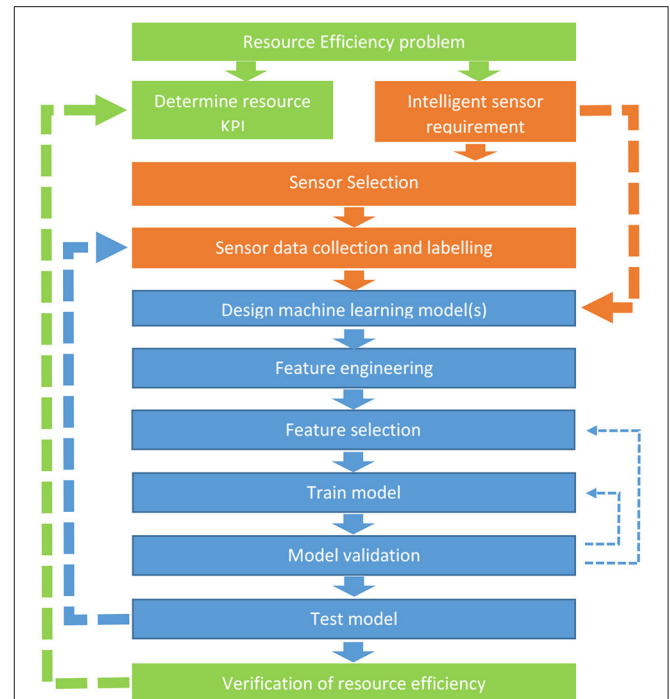 Resource Efficiency problem
Determine resource
KPI
Intelligent sensor
requirement
Sensor Selection
Sensor data collection and labelling
Design machine learning model(s)
Feature engineering
Feature selection
Train model
Model validation
Test model
Verification of resource efficiency